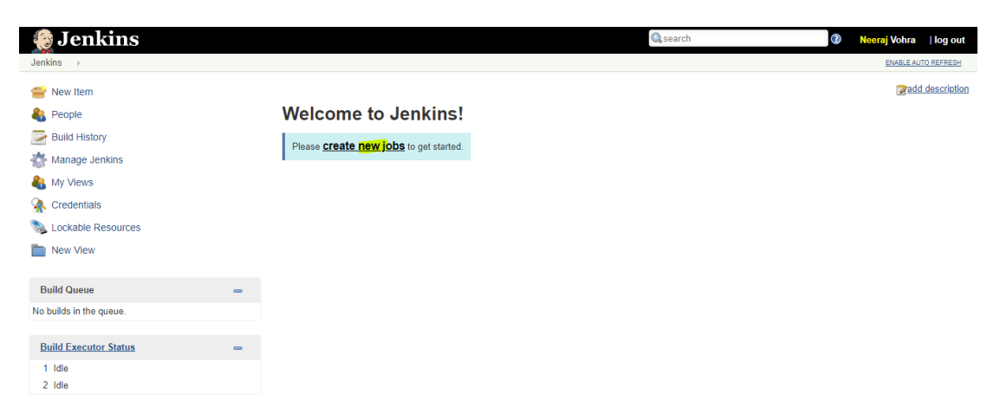 Jenkins
search
Neeraj Vohra | log out
Jenkins
ENABLE AUTO REFRESH
New Item
People
Build History
Manage Jenkins
My Views
Credentials
Lockable Resources
New View
add description
Welcome to Jenkins!
Please create new jobs to get started.
Build Queue
No builds in the queue.
Build Executor Status
1 Idle
2 Idle